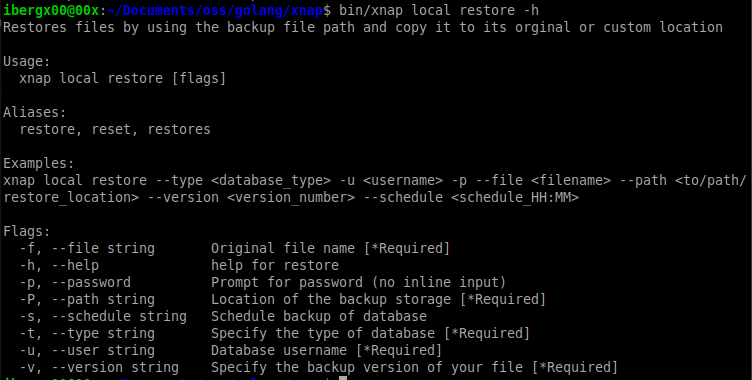 ibergx00@00x:~/Documents/oss/golang/xnap$ bin/xnap local restore -h
Restores files by using the backup file path and copy it to its orginal or custom location
Usage:
  xnap local restore [flags]
Aliases:
  restore, reset, restores
Examples:
xnap local restore --type <database_type> -u <username> -p --file <filename> --path <to/path/
restore_location> --version <version_number> --schedule <schedule_HH:MM>
Flags:
  -f, --file string       Original file name [*Required]
  -h, --help              help for restore
  -p, --password          Prompt for password (no inline input)
  -P, --path string       Location of the backup storage [*Required]
  -s, --schedule string   Schedule backup of database
  -t, --type string       Specify the type of database [*Required]
  -u, --user string       Database username [*Required]
  -v, --version string    Specify the backup version of your file [*Required]